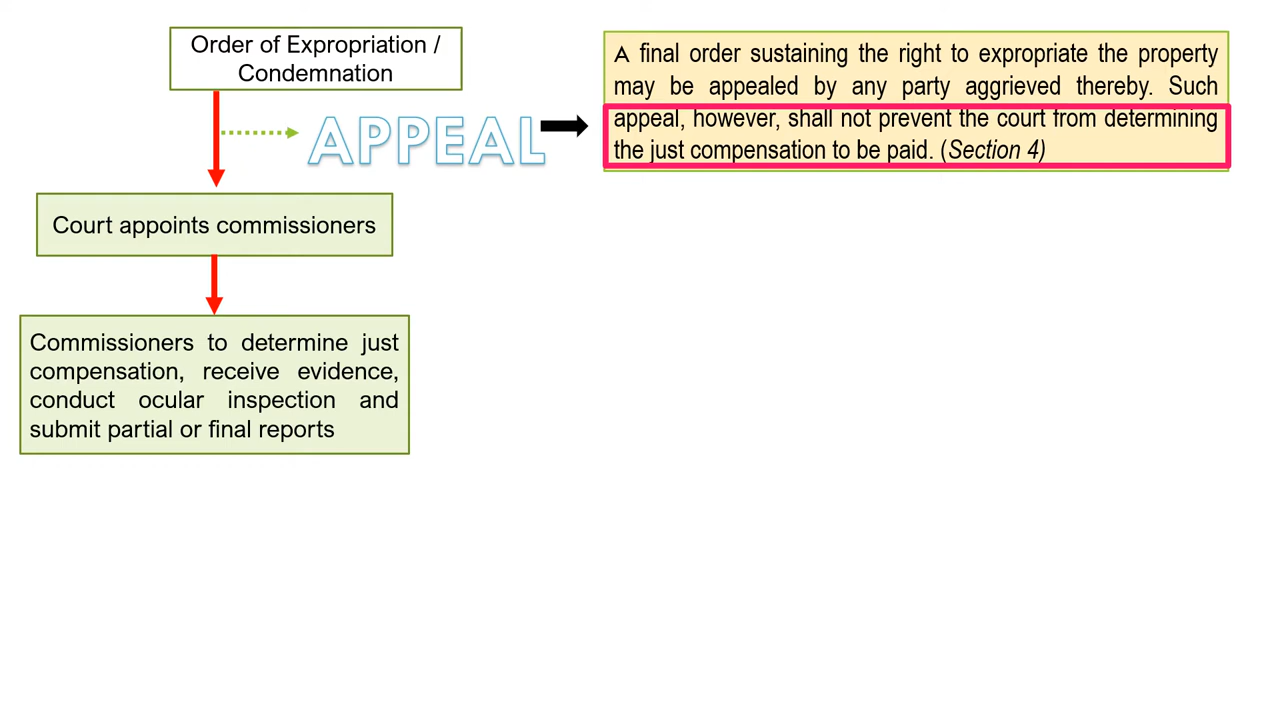 Order of Expropriation /
Condemnation
APPEAL
A final order sustaining the right to expropriate the property
may be appealed by any party aggrieved thereby. Such
appeal, however, shall not prevent the court from determining
the just compensation to be paid. (Section 4)
Court appoints commissioners
Commissioners to determine just
compensation, receive evidence,
conduct ocular inspection and
submit partial or final reports